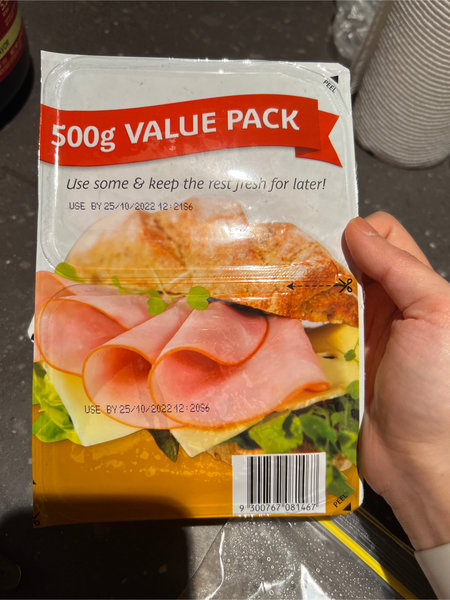 PEEL
500g VALUE PACK
Use some & keep the rest fresh for later!
USE BY 25/10/2022 12:21S6
USE BY 25/10/2022 12:20S6
9 300767 081467
PEEL